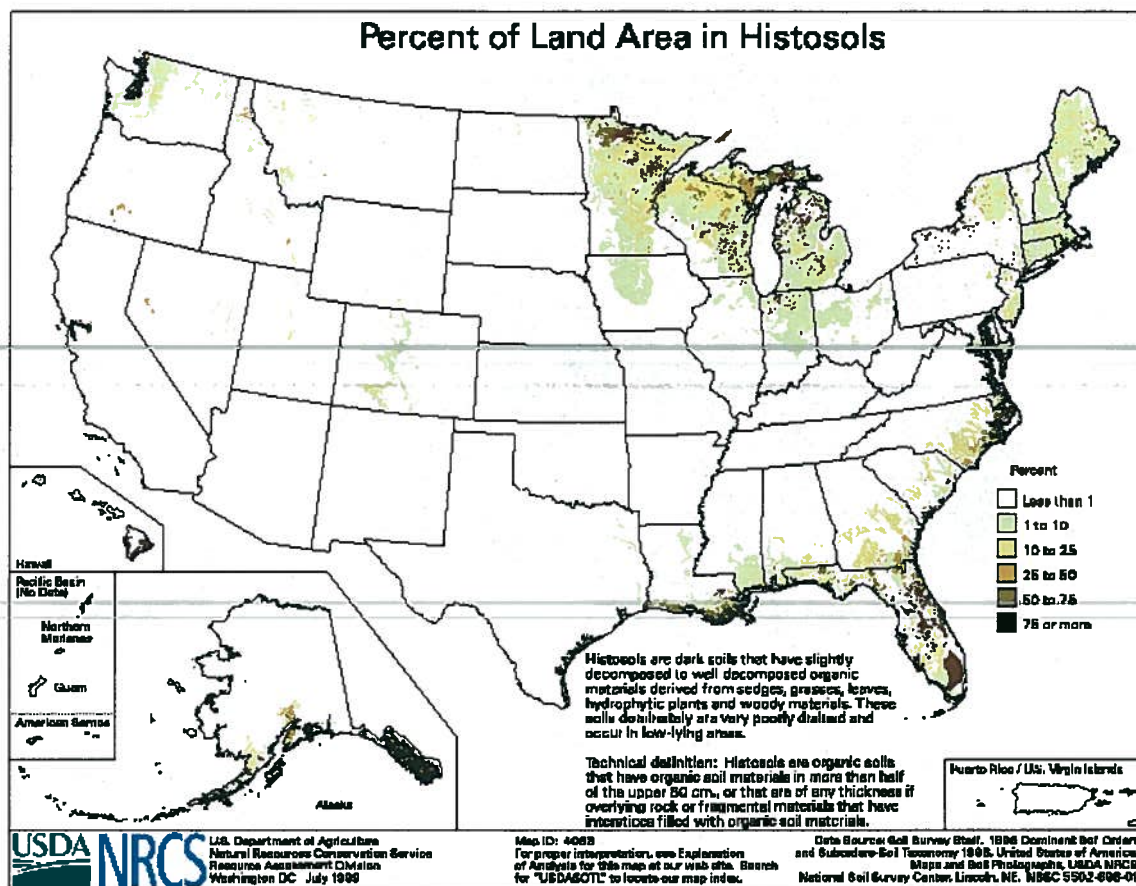 Percent of Land Area in Histosols
Percent
Less than 1
1 to 10
10 to 25
25 to 50
50 to 75
75 or more
Hawaii
Pacific Basin
(No Data)
Northern
Marianas
Guam
American Samoa
Alaska
Histosols are dark soils that have slightly
decomposed to well decomposed organic
materials derived from sedges, grasses, leaves,
hydrophytic plants and woody materials. These
soils dominately are very poorly drained and
occur in low-lying areas.
Technical definition: Histosols are organic soils
that have organic soil materials in more than half
of the upper 80 cm., or that are of any thickness if
overlying rock or fragmental materials that have
interstices filled with organic soil materials.
Puerto Rico / U.S. Virgin Islands
USDA NRCS
U.S. Department of Agriculture
Natural Resources Conservation Service
Resource Assessment Division
Washington DC July 1999
Map ID: 4063
For proper interpretation, see Explanation
of Analysis for this map at our web site. Search
for "USDASOTL" to locate our map index.
Data Source: Soil Survey Staff. 1998 Dominant Soil Orders
and Suborders-Soil Taxonomy 1998, United States of America
Maps and Soil Photographs, USDA NRCS
National Soil Survey Center, Lincoln, NE. NSSC 5502-698-01